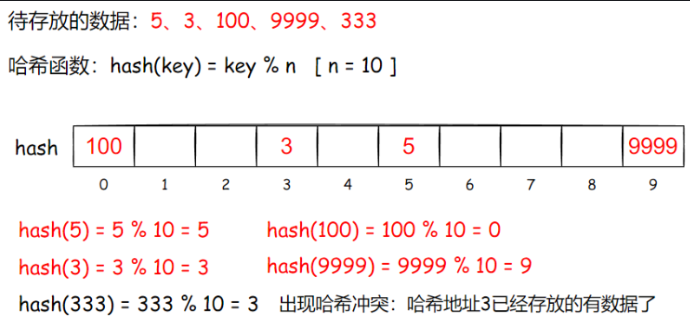 待存放的数据：5、3、100、9999、333
哈希函数：hash(key) = key % n [ n = 10 ]
hash 100 3 5 9999
0 1 2 3 4 5 6 7 8 9
hash(5) = 5 % 10 = 5 hash(100) = 100 % 10 = 0
hash(3) = 3 % 10 = 3 hash(9999) = 9999 % 10 = 9
hash(333) = 333 % 10 = 3 出现哈希冲突：哈希地址3已经存放的有数据了